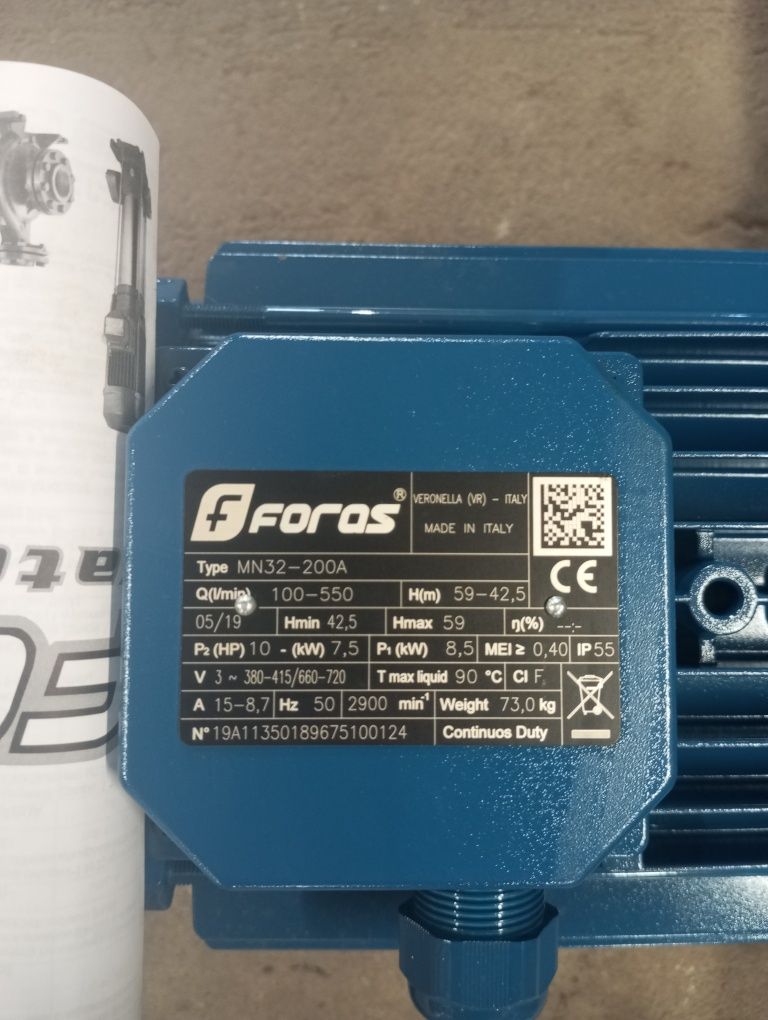 foras®
VERONELLA (VR) - ITALY
MADE IN ITALY
Type MN32-200A
CE
Q(l/min) 100-550 H(m) 59-42,5
05/19 Hmin 42,5 Hmax 59 η(%) --,-
P₂ (HP) 10 - (kW) 7,5 P₁ (kW) 8,5 MEI ≥ 0,40 IP 55
V 3 ~ 380-415/660-720 T max liquid 90 °C Cl F
A 15-8,7 Hz 50 2900 min⁻¹ Weight 73,0 kg
N° 19A11350189675100124 Continuos Duty